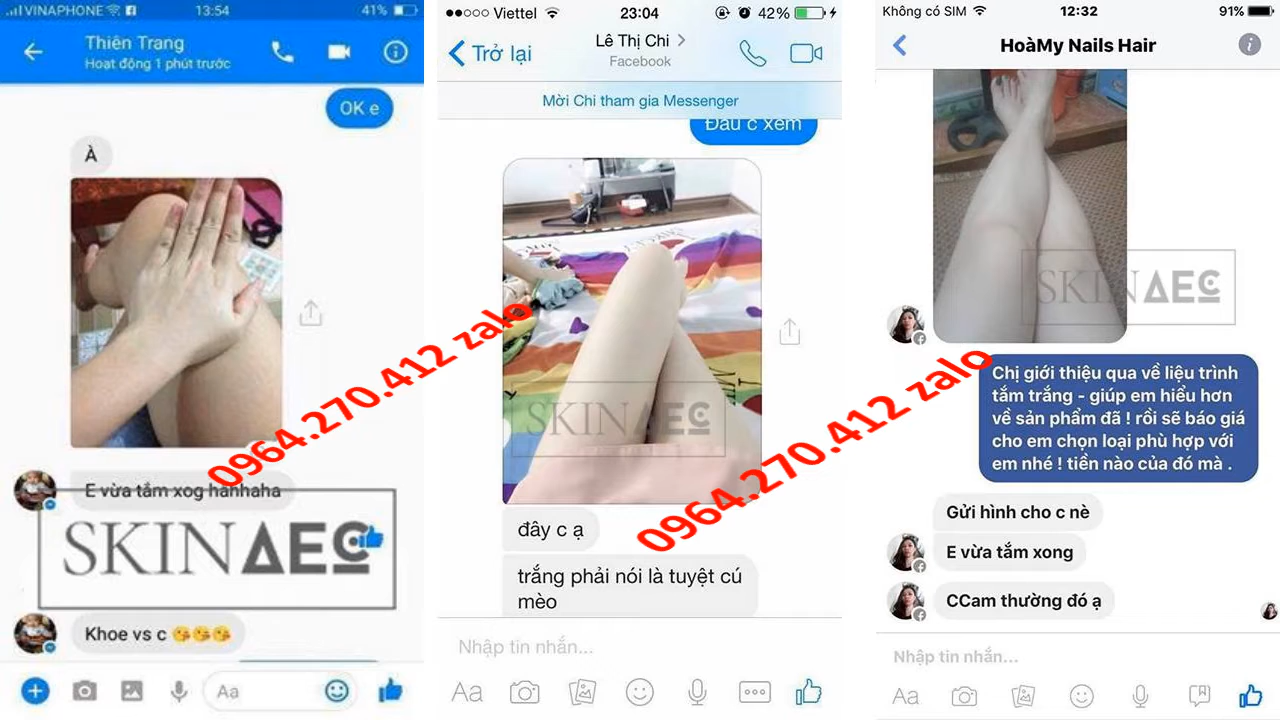 VINAPHONE
13:54
41%
Thiên Trang
Hoạt động 1 phút trước
OK e
À
E vừa tắm xog hahhaha
SKINAEC
Khoe vs c
Aa
Viettel
23:04
42%
Trở lại
Lê Thị Chi
Facebook
Mời Chi tham gia Messenger
Đâu c xem
SKINAEC
đây c ạ
trắng phải nói là tuyệt cú
mèo
Nhập tin nhắn...
Aa
0964.270.412 zalo
Không có SIM
12:32
91%
HoàMy Nails Hair
SKINAEC
Chị giới thiệu qua về liệu trình
tắm trắng - giúp em hiểu hơn
về sản phẩm đã ! rồi sẽ báo giá
cho em chọn loại phù hợp với
em nhé ! tiền nào của đó mà .
Gửi hình cho c nè
E vừa tắm xong
CCam thường đó ạ
Nhập tin nhắn...
Aa
0964.270.412 zalo